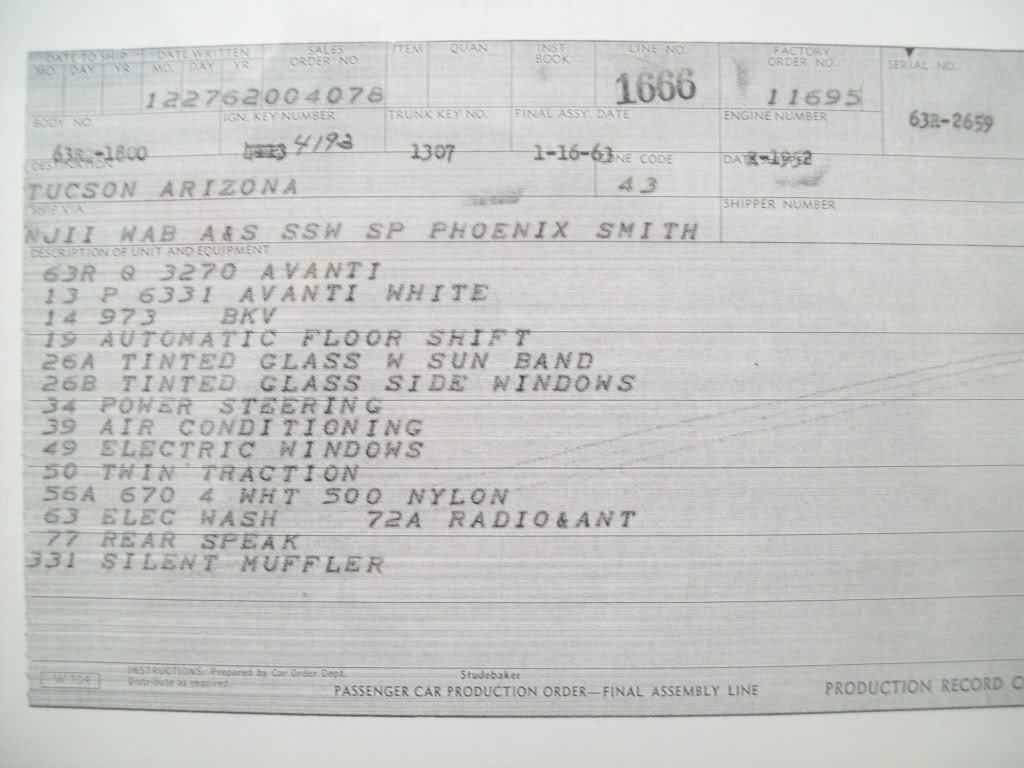 DATE TO SHIP DATE WRITTEN SALES ORDER NO. ITEM QUAN INST. BOOK LINE NO. FACTORY ORDER NO. SERIAL NO.
MO. DAY YR. MO. DAY YR
122762004078 1666 11695 63R-2659
BODY NO. IGN. KEY NUMBER TRUNK KEY NO. FINAL ASSY. DATE ENGINE NUMBER
-1800 4193 1307 1-16-63
CODE
TUCSON ARIZONA 43
SHIP VIA SHIPPER NUMBER
NJII WAB A&S SSW SP PHOENIX SMITH
DESCRIPTION OF UNIT AND EQUIPMENT
63R Q 3270 AVANTI
13 P 6331 AVANTI WHITE
14 973 BKV
19 AUTOMATIC FLOOR SHIFT
26A TINTED GLASS W SUN BAND
26B TINTED GLASS SIDE WINDOWS
34 POWER STEERING
39 AIR CONDITIONING
49 ELECTRIC WINDOWS
50 TWIN TRACTION
56A 670 4 WHT 500 NYLON
63 ELEC WASH 72A RADIO&ANT
77 REAR SPEAK
331 SILENT MUFFLER
W 704 INSTRUCTIONS: Prepared by Car Order Dept. Studebaker
Distribute as required.
PASSENGER CAR PRODUCTION ORDER—FINAL ASSEMBLY LINE PRODUCTION RECORD C